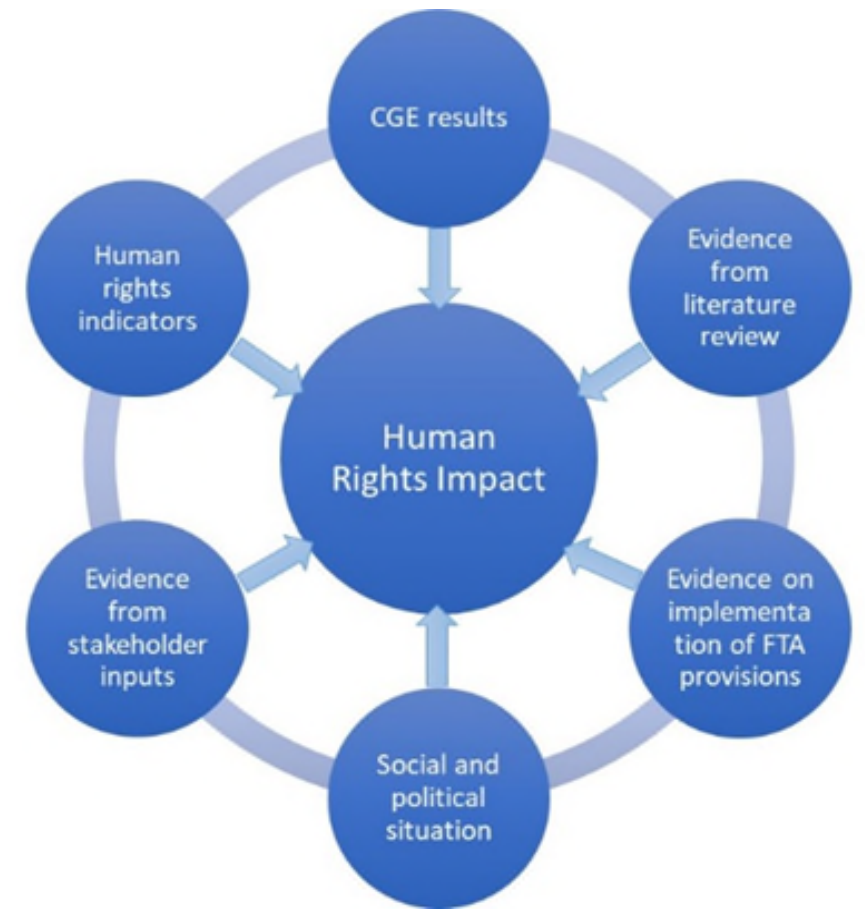 CGE results
Evidence
from
literature
review
Evidence on
implementa
tion of FTA
provisions
Social and
political
situation
Evidence
from
stakeholder
inputs
Human
rights
indicators
Human
Rights Impact